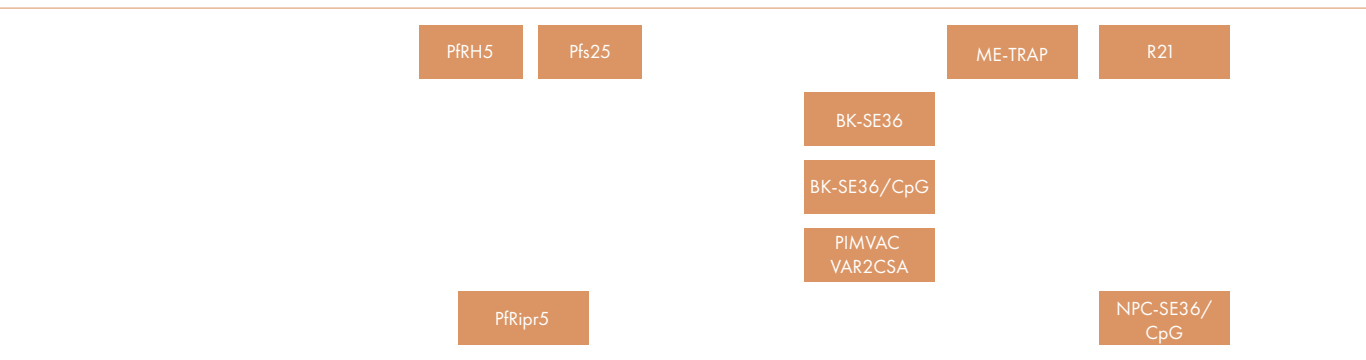 PfRH5
Pfs25
ME-TRAP
R21
BK-SE36
BK-SE36/CpG
PIMVAC
VAR2CSA
PfRipr5
NPC-SE36/
CpG